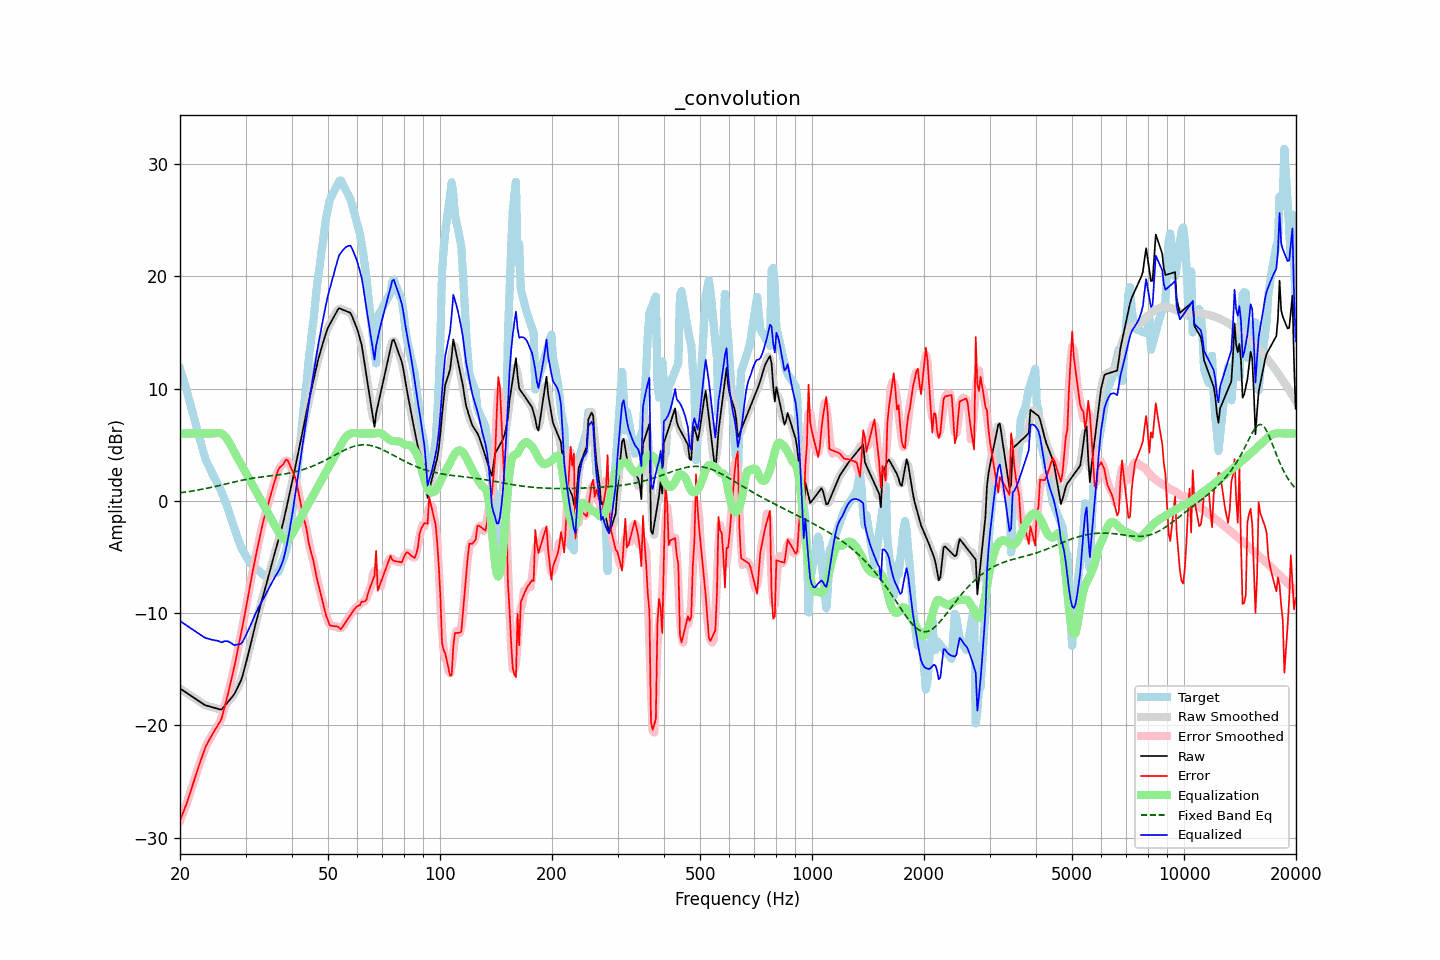 _convolution
30
20
10
0
−10
−20
−30
Amplitude (dBr)
20
50
100
200
500
1000
2000
5000
10000
20000
Frequency (Hz)
Target
Raw Smoothed
Error Smoothed
Raw
Error
Equalization
Fixed Band Eq
Equalized